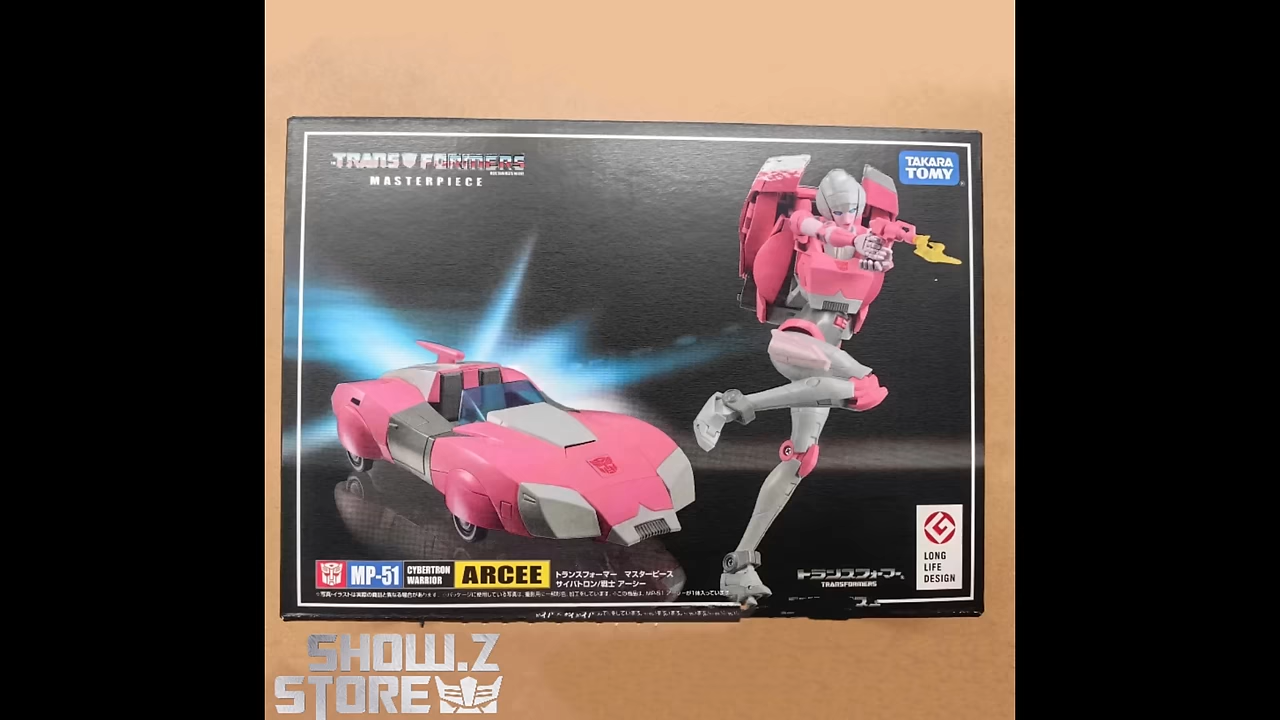 TRANSFORMERS
MASTERPIECE
TAKARA
TOMY
LONG
LIFE
DESIGN
MP-51
CYBERTRON
WARRIOR
ARCEE
トランスフォーマー マスターピース
サイバトロン/戦士 アーシー
トランスフォーマー
TRANSFORMERS
SHOW.Z
STORE